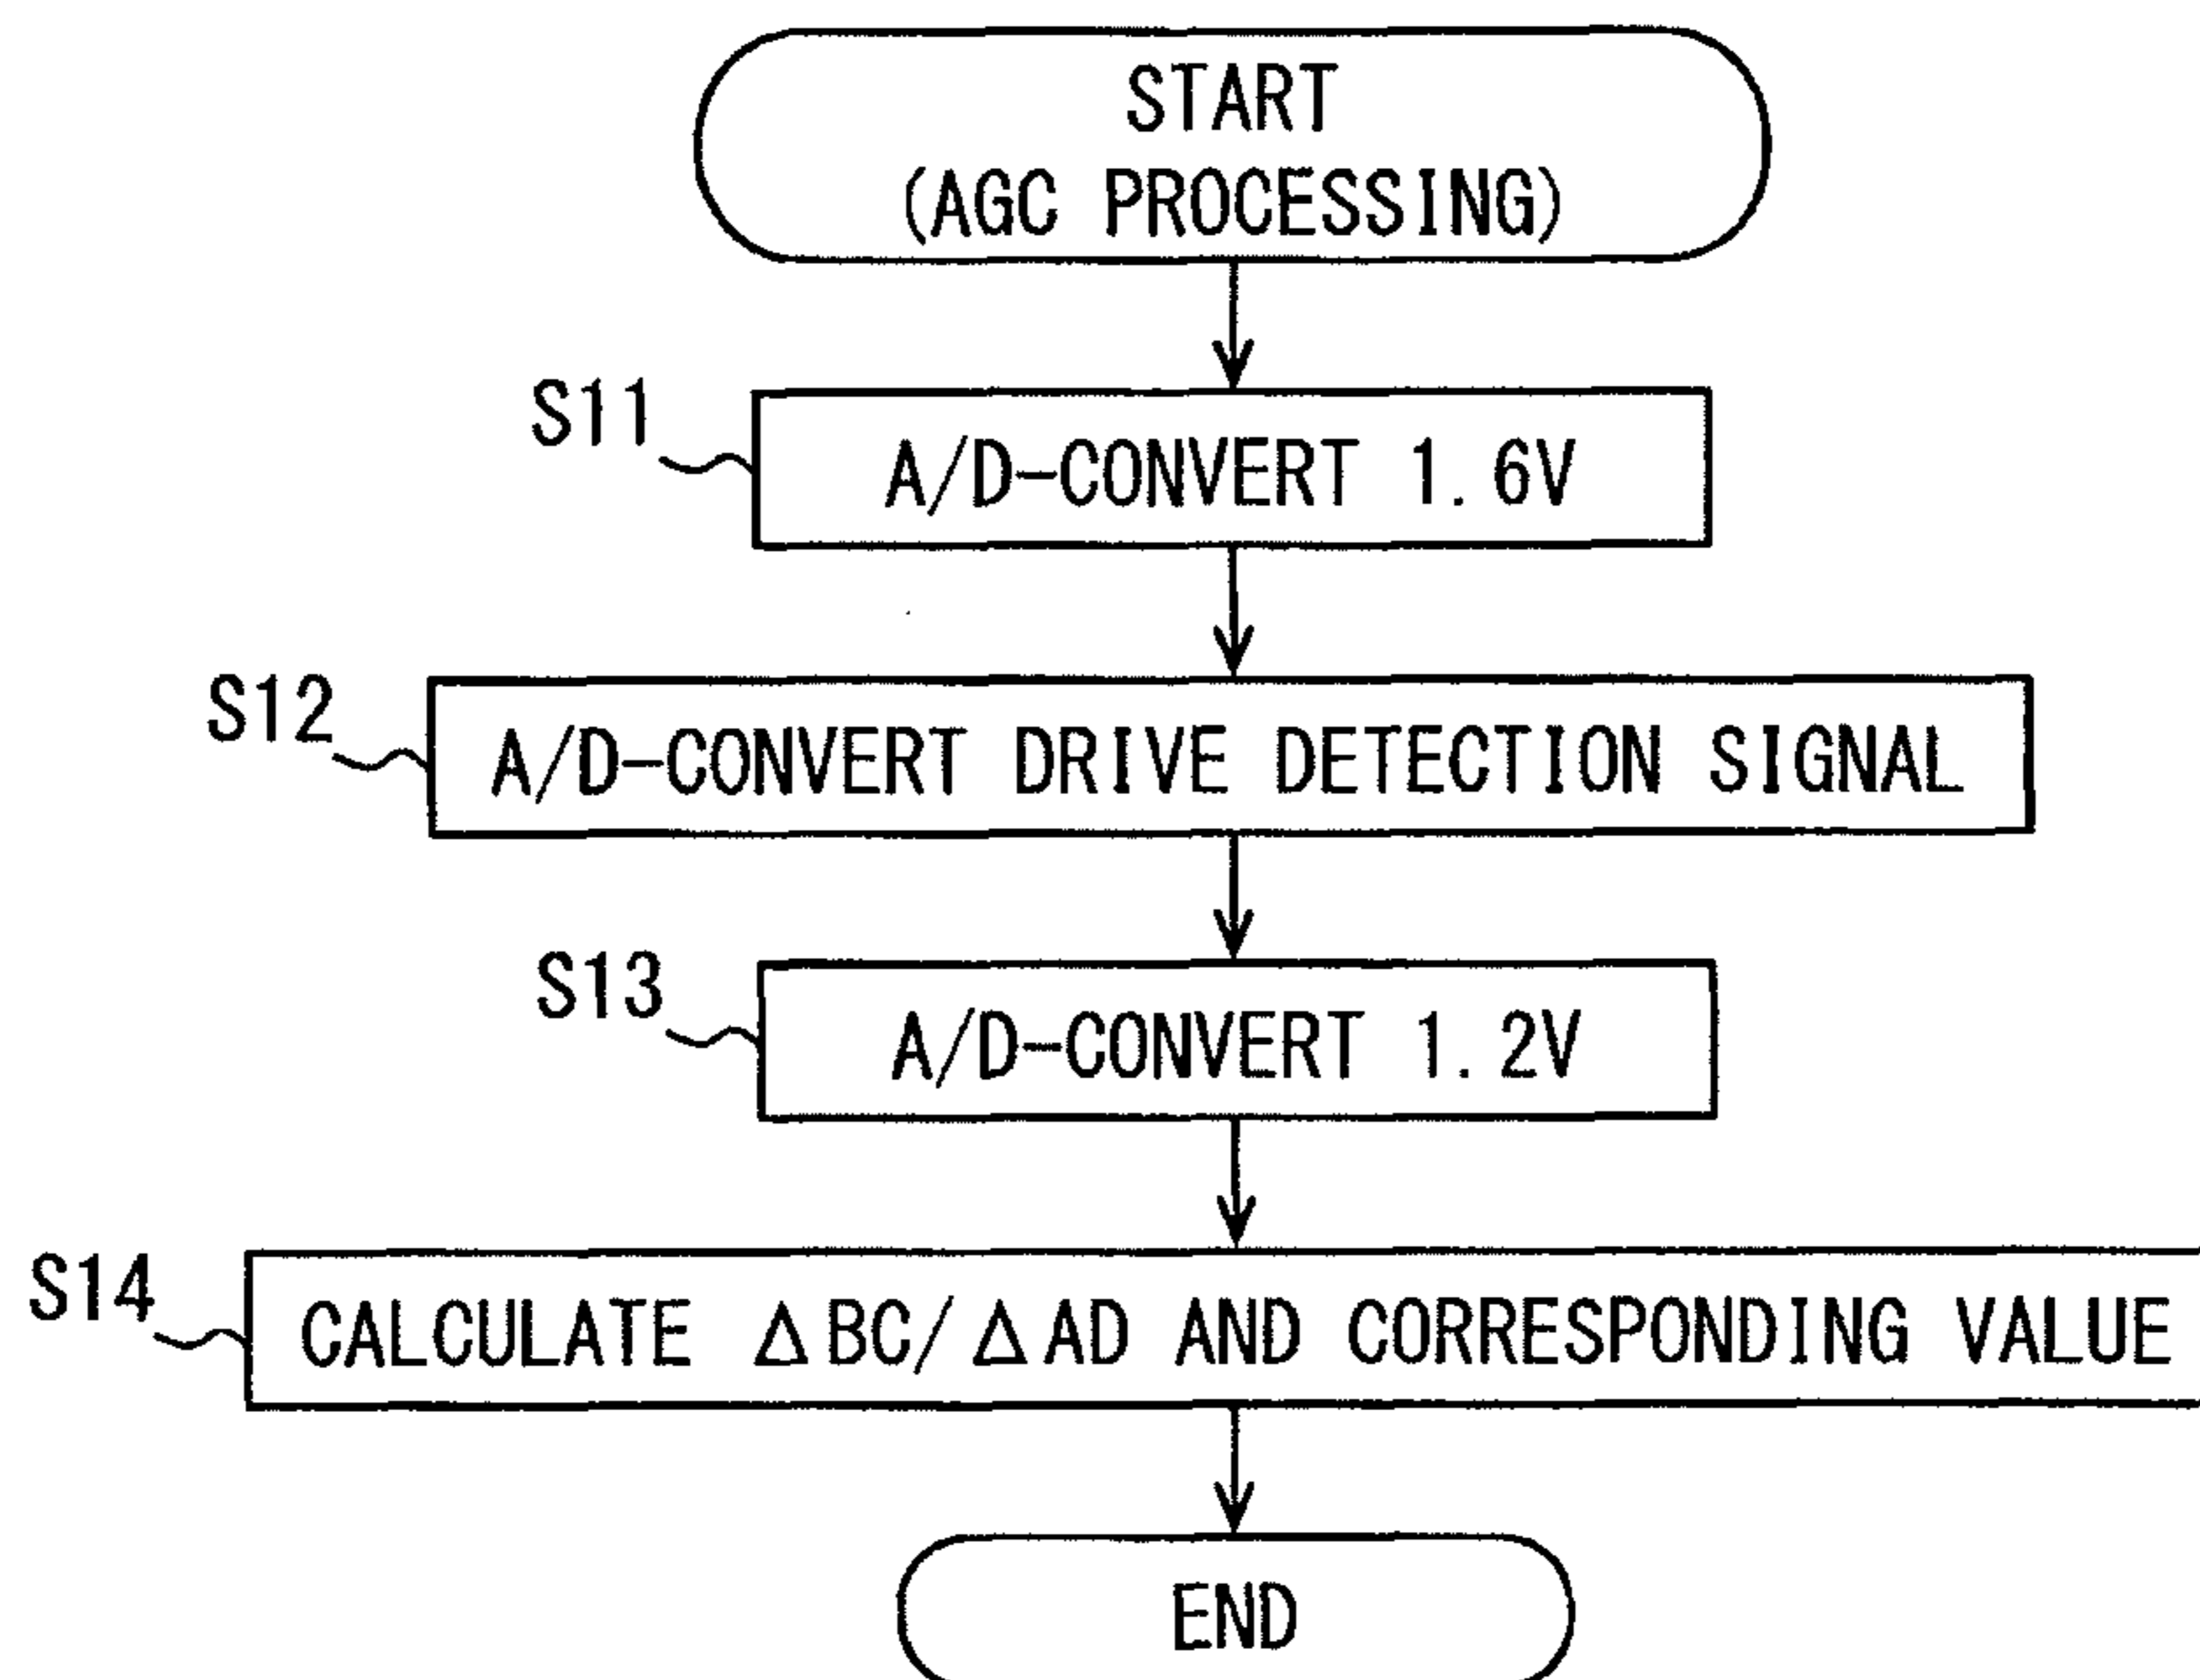 START
(AGC PROCESSING)
S11
A/D-CONVERT 1.6V
S12
A/D-CONVERT DRIVE DETECTION SIGNAL
S13
A/D-CONVERT 1.2V
S14
CALCULATE ΔBC/ΔAD AND CORRESPONDING VALUE
END